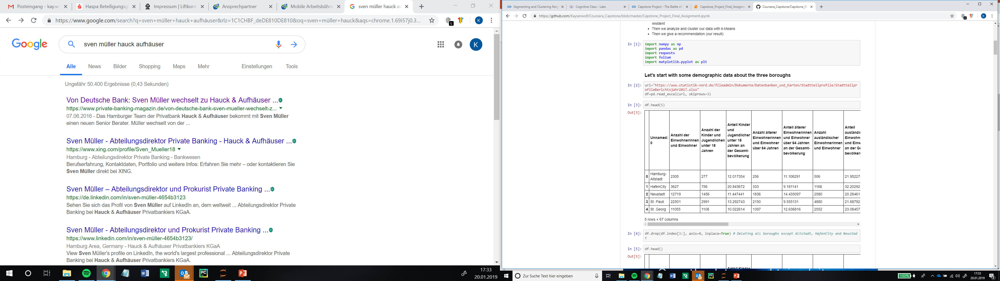 Posteingang - kay.w.
Haspa Beteiligungsg
Impressum | Liftkont
Ansprechpartner
Mobile Arbeitsbühne
sven müller hauck au
https://www.google.com/search?q=sven+müller+hauck+aufhäuser&rlz=1C1CHBF_deDE810DE810&oq=sven+müller+hauck&aqs=chrome.1.69i57j0.3...
5
K
Google
sven müller hauck aufhäuser
K
Alle
News
Bilder
Shopping
Maps
Mehr
Einstellungen
Tools
Ungefähr 50.400 Ergebnisse (0,43 Sekunden)
Von Deutsche Bank: Sven Müller wechselt zu Hauck & Aufhäuser ...
https://www.private-banking-magazin.de/von-deutsche-bank-sven-mueller-wechselt-z...
07.06.2016 - Das Hamburger Team der Privatbank Hauck & Aufhäuser bekommt mit Sven Müller
einen neuen Senior Berater. Müller wechselt von der ...
Sven Müller - Abteilungsdirektor Private Banking - Hauck & Aufhäuser ...
https://www.xing.com/profile/Sven_Mueller18
Hamburg - Abteilungsdirektor Private Banking - Bankwesen
Berufserfahrung, Kontaktdaten, Portfolio und weitere Infos: Erfahren Sie mehr – oder kontaktieren Sie
Sven Müller direkt bei XING.
Sven Müller – Abteilungsdirektor und Prokurist Private Banking ...
https://de.linkedin.com/in/sven-müller-4654b3123
Sehen Sie sich das Profil von Sven Müller auf LinkedIn an, dem weltweit ... Abteilungsdirektor Private
Banking bei Hauck & Aufhäuser Privatbankiers KGaA.
Sven Müller - Abteilungsdirektor und Prokurist Private Banking ...
https://www.linkedin.com/in/sven-müller-4654b3123/
Hamburg Area, Germany - Hauck & Aufhäuser Privatbankiers KGaA
View Sven Müller's profile on LinkedIn, the world's largest professional ... Abteilungsdirektor Private
Banking bei Hauck & Aufhäuser Privatbankiers KGaA.
17:33
20.01.2019
Segmenting and Clustering Neig
Cognitive Class - Labs
Capstone Project - The Battle of
Capstone_Project_Final_Assignm
Coursera_Capstone/Capstone_Pr
https://github.com/Kayserwolf/Coursera_Capstone/blob/master/Capstone_Project_Final_Assignment.ipynb
3
K
resident
• Then we analyze and cluster our data with k-Means
• Then we give a recommendation (our result)
In [1]: import numpy as np
import pandas as pd
import requests
import folium
import matplotlib.pyplot as plt
Let's start with some demographic data about the three boroughs
In [2]: url="https://www.statistik-nord.de/fileadmin/Dokumente/Datenbanken_und_Karten/Stadtteilprofile/Stadtteilpr
ofileBerichtsjahr2017.xlsx"
df=pd.read_excel(url, skiprows=3)
In [3]: df.head(5)
Out[3]:
Unnamed: 0
Anzahl der Einwohnerinnen und Einwohner
Anzahl der Kinder und Jugendlichen unter 18 Jahren
Anteil Kinder und Jugendlicher unter 18 Jahren an der Gesamt-bevölkerung
Anzahl älterer Einwohnerinnen und Einwohner über 64 Jahren
Anteil älterer Einwohnerinnen und Einwohner über 64 Jahren an der Gesamt-bevölkerung
Anzahl ausländischer Einwohnerinnen und Einwohner
Anteil ausländis Einwohn und Einw an der Ge bevölkeru
0 Hamburg-Altstadt 2305 277 12.017354 256 11.106291 506 21.95227
1 HafenCity 3627 756 20.843672 333 9.181141 1168 32.20292
2 Neustadt 12719 1456 11.447441 1836 14.435097 2580 20.28461
3 St. Pauli 22501 2991 13.292743 2150 9.555131 4880 21.68792
4 St. Georg 11055 1108 10.022614 1397 12.636816 2552 23.08457
5 rows × 67 columns
In [4]: df.drop(df.index[3:], axis=0, inplace=True) # Deleting all boroughs except Altstadt, HafenCity and Neustad
t
In [5]: df.head()
Out[5]:
Anteil Kinder
Zur Suche Text hier eingeben
100%
17:33
20.01.2019
2